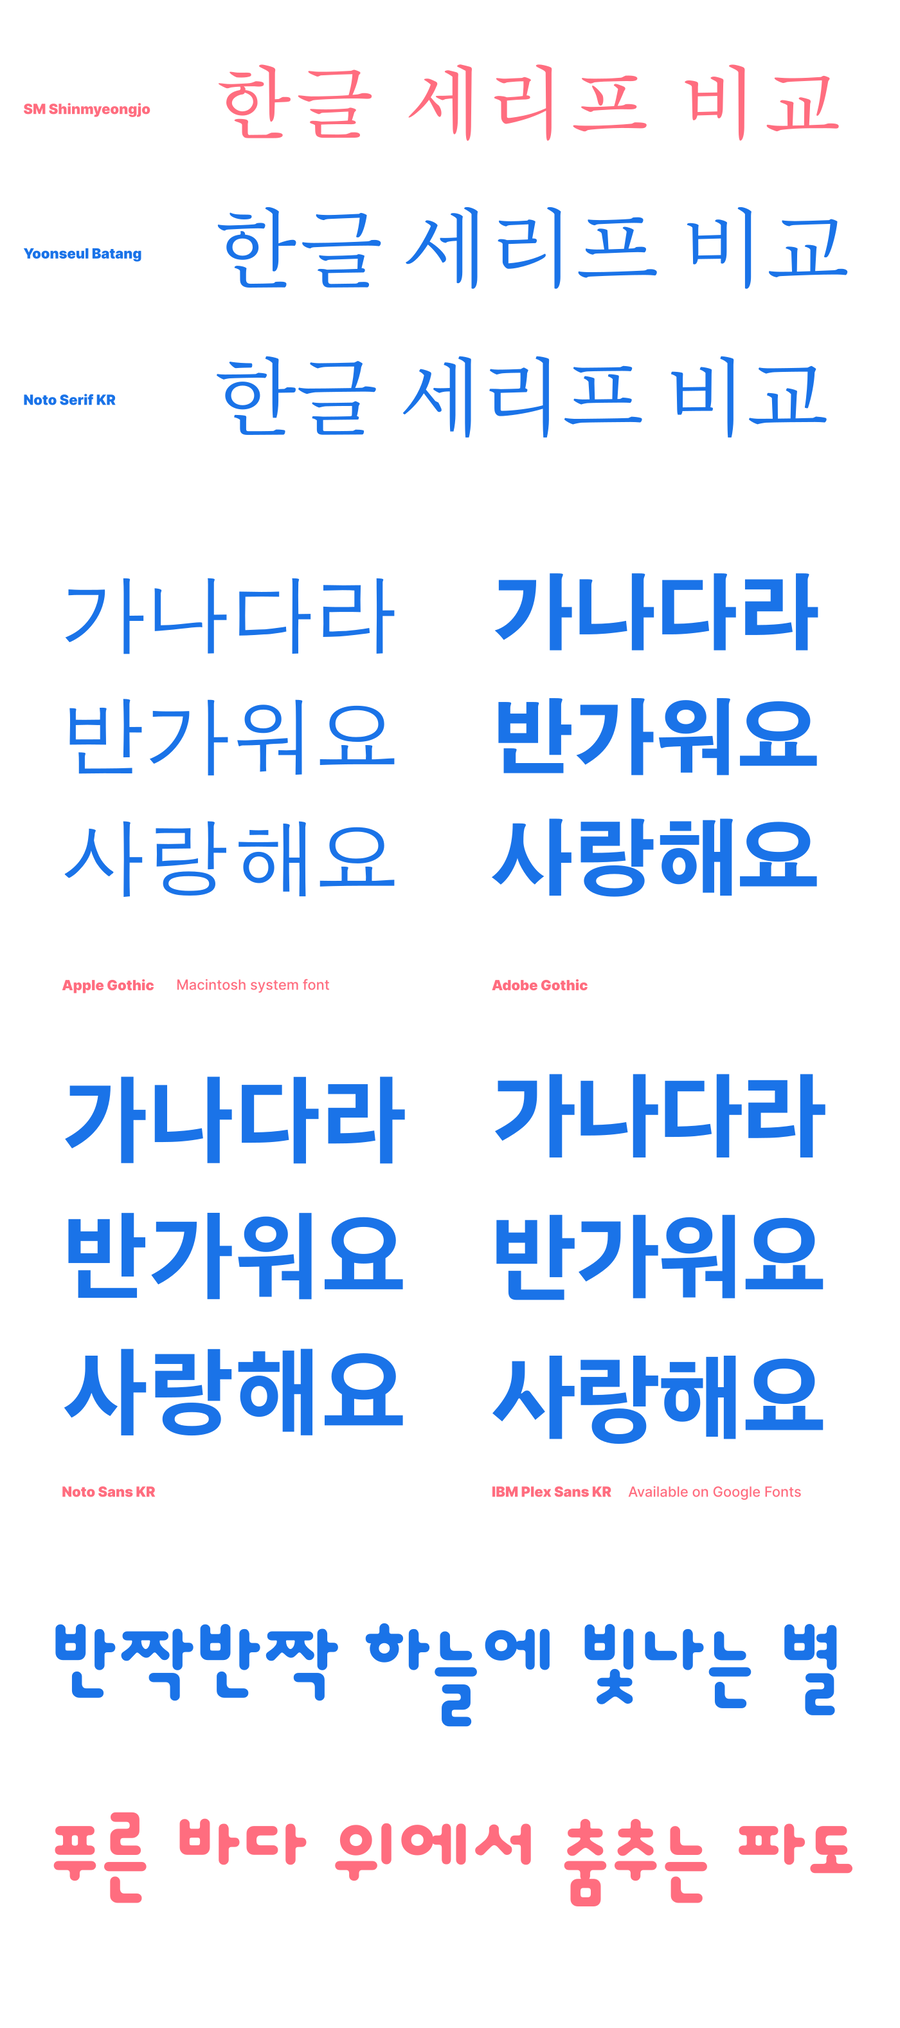 SM Shinmyeongjo 한글 세리프 비교
Yoonseul Batang 한글 세리프 비교
Noto Serif KR 한글 세리프 비교
가나다라
반가워요
사랑해요
Apple Gothic Macintosh system font
가나다라
반가워요
사랑해요
Adobe Gothic
가나다라
반가워요
사랑해요
Noto Sans KR
가나다라
반가워요
사랑해요
IBM Plex Sans KR Available on Google Fonts
반짝반짝 하늘에 빛나는 별
푸른 바다 위에서 춤추는 파도